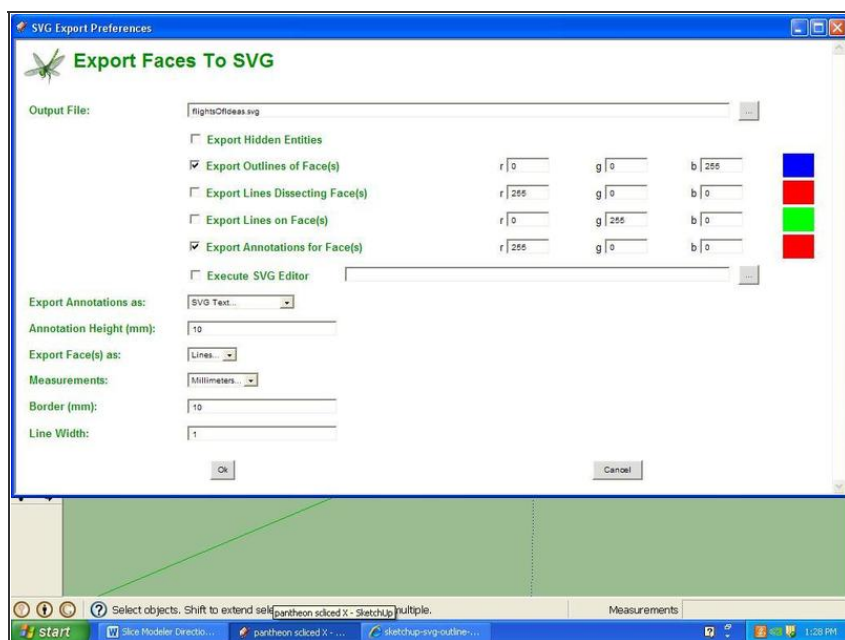 SVG Export Preferences
Export Faces To SVG
Output File: flightsOfIdeas.svg ...
Export Hidden Entities
Export Outlines of Face(s) r 0 g 0 b 255
Export Lines Dissecting Face(s) r 255 g 0 b 0
Export Lines on Face(s) r 0 g 255 b 0
Export Annotations for Face(s) r 255 g 0 b 0
Execute SVG Editor ...
Export Annotations as: SVG Text...
Annotation Height (mm): 10
Export Face(s) as: Lines...
Measurements: Millimeters...
Border (mm): 10
Line Width: 1
Ok Cancel
Select objects. Shift to extend sele pantheon scliced X - SketchUp multiple. Measurements
start Slice Modeler Directio... pantheon scliced X - ... sketchup-svg-outline-... 1:28 PM